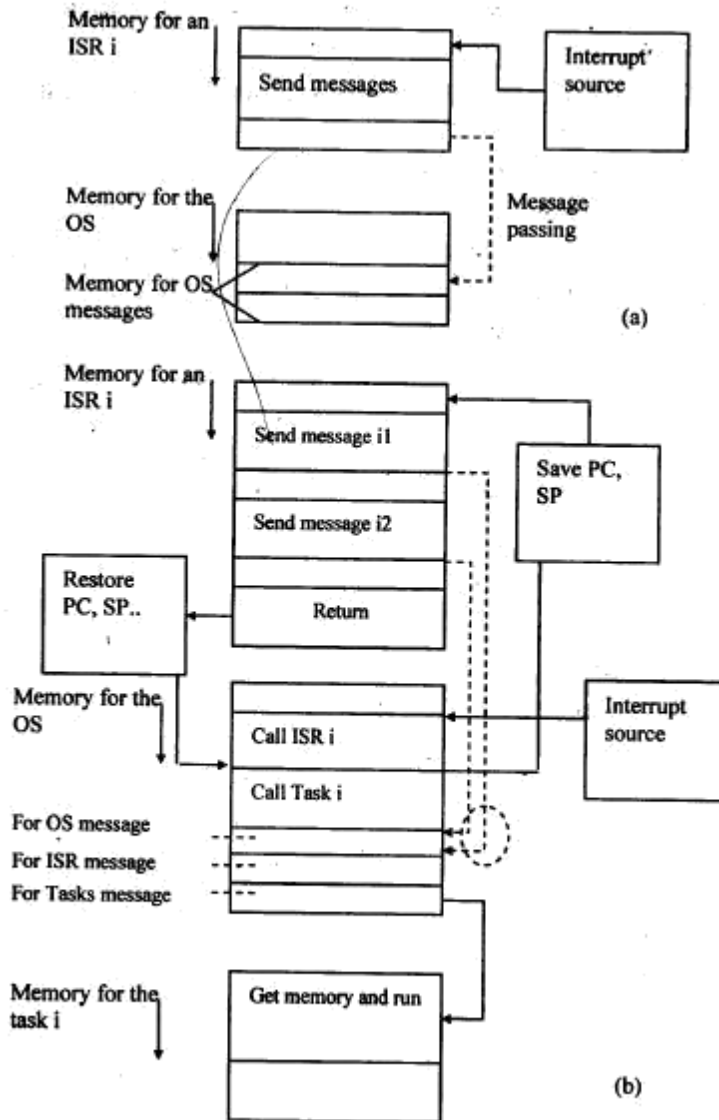 Memory for an
ISR i
Send messages
Interrupt
source
Memory for the
OS
Message
passing
Memory for OS
messages
(a)
Memory for an
ISR i
Send message i1
Save PC,
SP
Send message i2
Restore
PC, SP..
Return
Memory for the
OS
Interrupt
source
Call ISR i
Call Task i
For OS message
For ISR message
For Tasks message
Memory for the
task i
Get memory and run
(b)